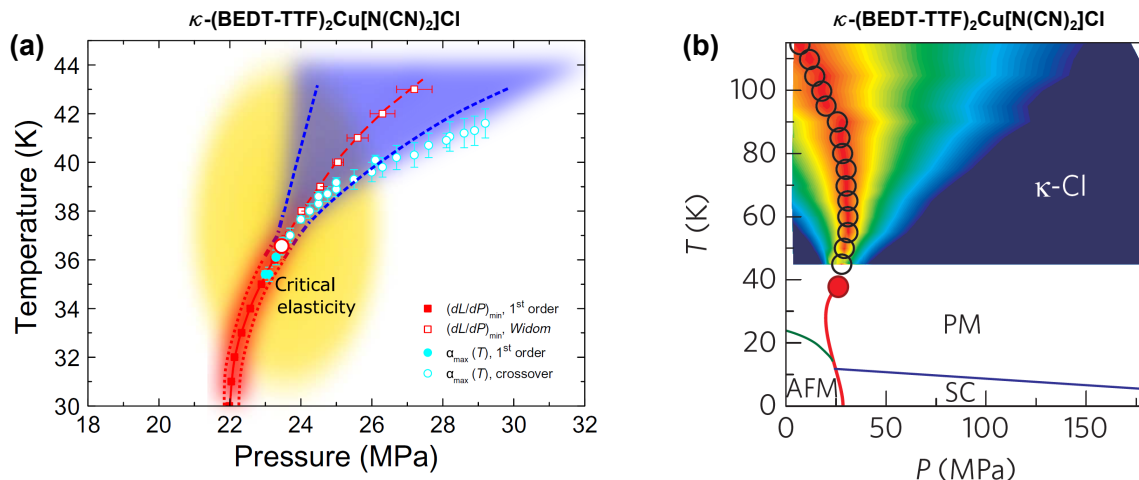 κ-(BEDT-TTF)₂Cu[N(CN)₂]Cl
(a)
Temperature (K)
44
42
40
38
36
34
32
30
Critical
elasticity
(dL/dP)min, 1st order
(dL/dP)min, Widom
αmax (T), 1st order
αmax (T), crossover
18 20 22 24 26 28 30 32
Pressure (MPa)
κ-(BEDT-TTF)₂Cu[N(CN)₂]Cl
(b)
T (K)
100
80
60
40
20
0
κ-Cl
PM
AFM
SC
0 50 100 150
P (MPa)